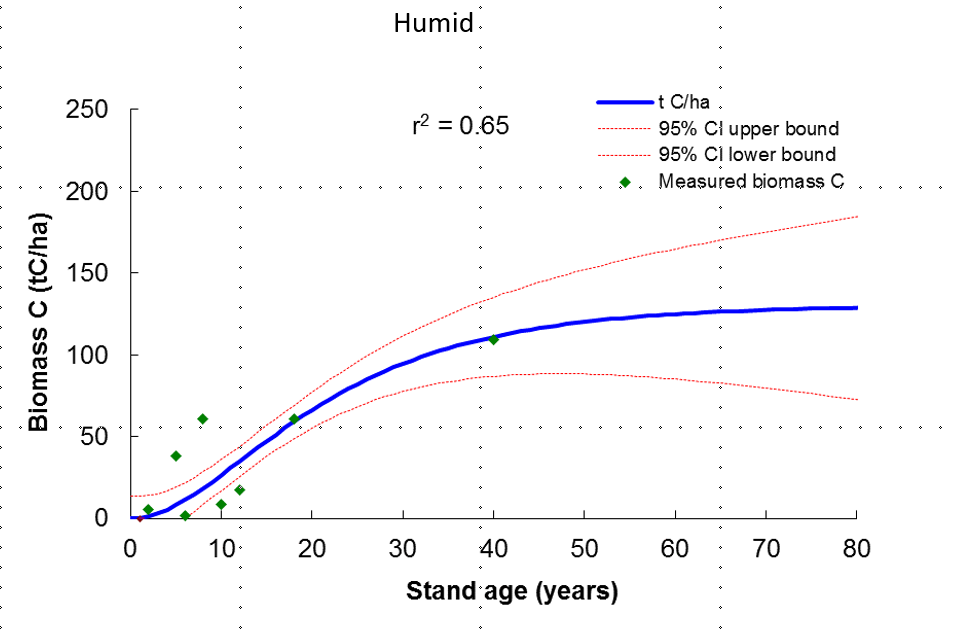 Humid
r² = 0.65
t C/ha
95% CI upper bound
95% CI lower bound
Measured biomass C
Biomass C (tC/ha)
250
200
150
100
50
0
0 10 20 30 40 50 60 70 80
Stand age (years)